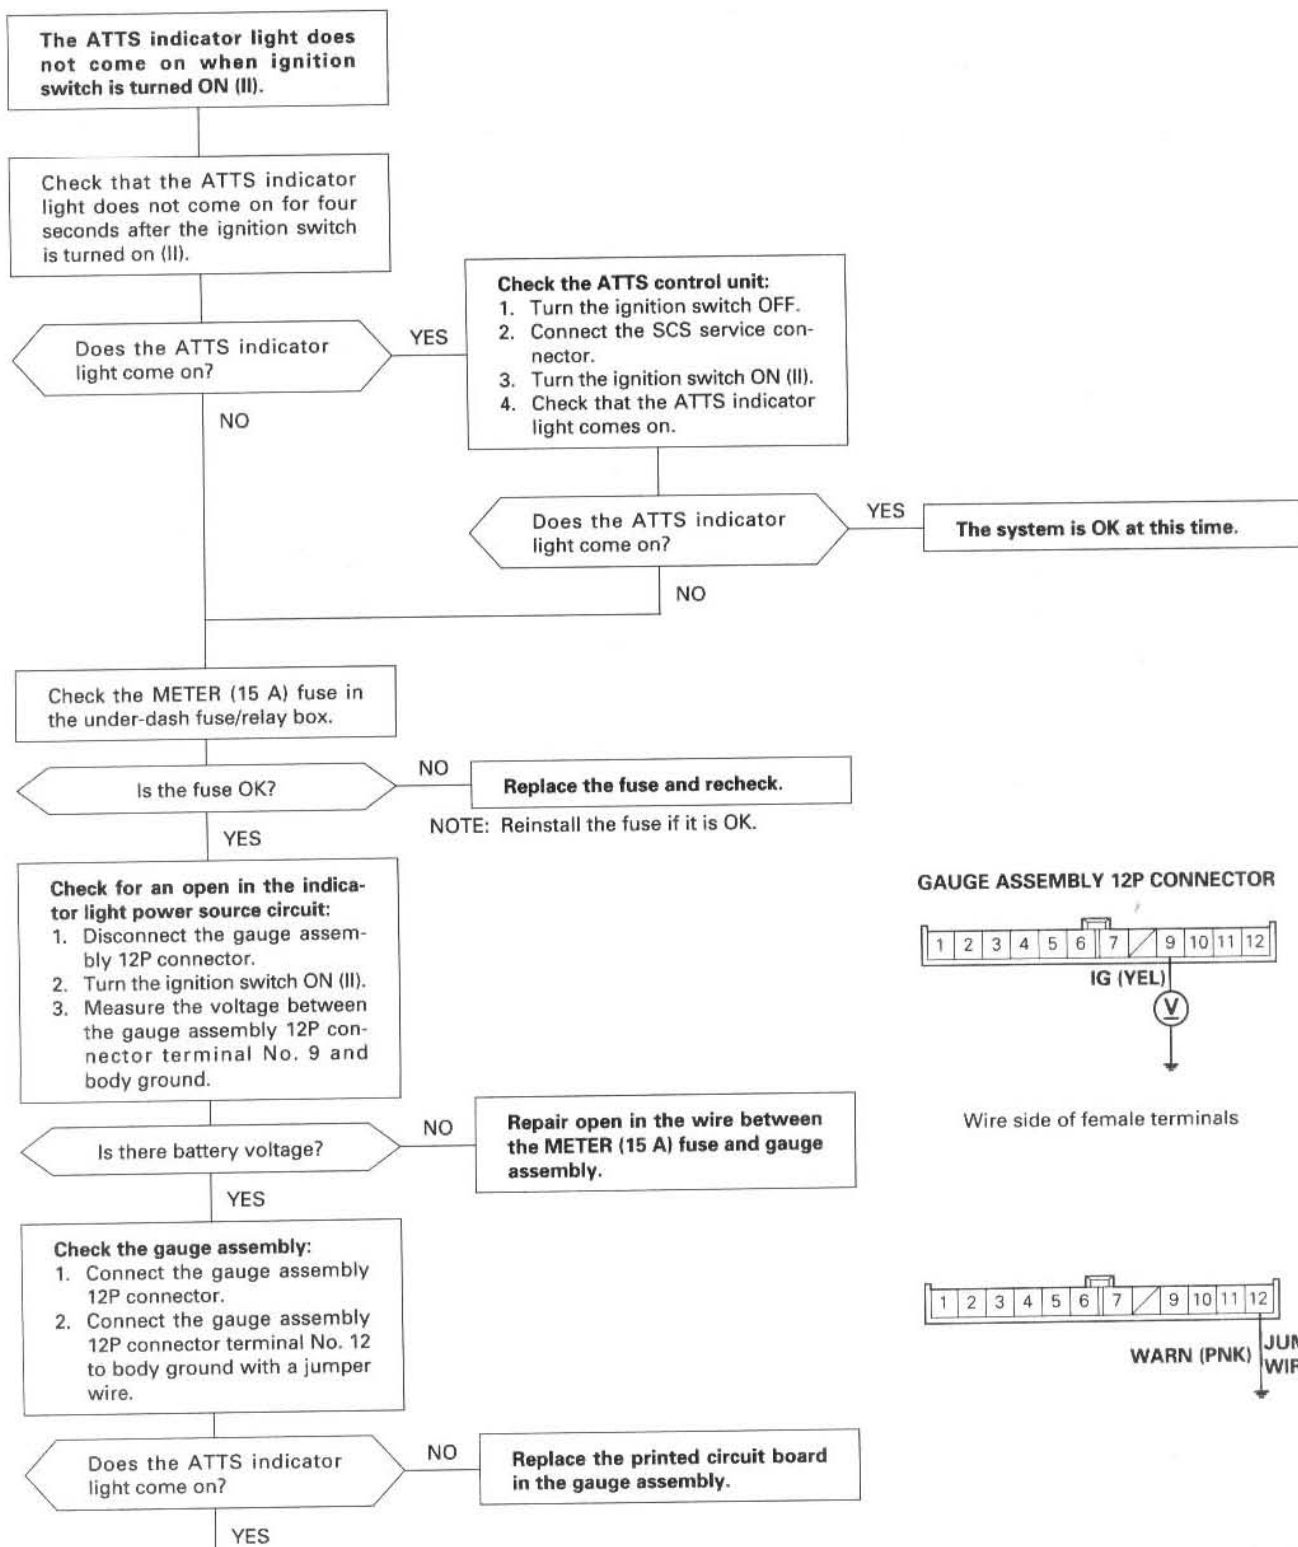 The ATTS indicator light does
not come on when ignition
switch is turned ON (II).
Check that the ATTS indicator
light does not come on for four
seconds after the ignition switch
is turned on (II).
Does the ATTS indicator
light come on?
YES
NO
Check the ATTS control unit:
1. Turn the ignition switch OFF.
2. Connect the SCS service con-
nector.
3. Turn the ignition switch ON (II).
4. Check that the ATTS indicator
light comes on.
Does the ATTS indicator
light come on?
YES
The system is OK at this time.
NO
Check the METER (15 A) fuse in
the under-dash fuse/relay box.
Is the fuse OK?
NO
Replace the fuse and recheck.
NOTE: Reinstall the fuse if it is OK.
YES
Check for an open in the indica-
tor light power source circuit:
1. Disconnect the gauge assem-
bly 12P connector.
2. Turn the ignition switch ON (II).
3. Measure the voltage between
the gauge assembly 12P con-
nector terminal No. 9 and
body ground.
GAUGE ASSEMBLY 12P CONNECTOR
1 2 3 4 5 6 7 9 10 11 12
IG (YEL)
V
Wire side of female terminals
Is there battery voltage?
NO
Repair open in the wire between
the METER (15 A) fuse and gauge
assembly.
YES
Check the gauge assembly:
1. Connect the gauge assembly
12P connector.
2. Connect the gauge assembly
12P connector terminal No. 12
to body ground with a jumper
wire.
1 2 3 4 5 6 7 9 10 11 12
WARN (PNK)
Does the ATTS indicator
light come on?
NO
Replace the printed circuit board
in the gauge assembly.
YES